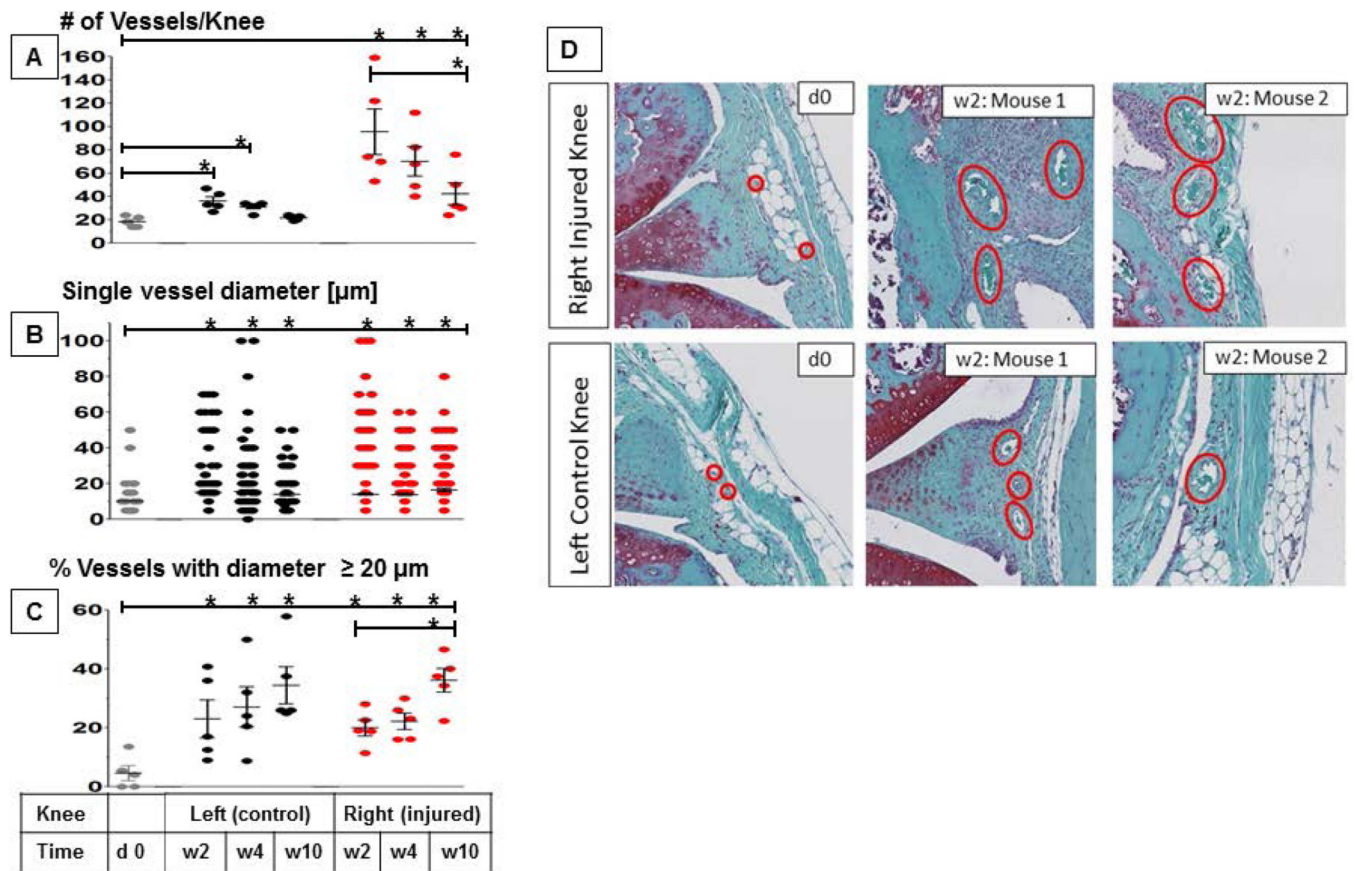 # of Vessels/Knee
A
* * *
*
*
*
160
140
120
100
80
60
40
20
0
Single vessel diameter [µm]
B
* * * * * *
100
80
60
40
20
0
% Vessels with diameter ≥ 20 µm
C
* * * * * *
*
60
40
20
0
Knee Left (control) Right (injured)
Time d 0 w2 w4 w10 w2 w4 w10
D
Right Injured Knee
d0
w2: Mouse 1
w2: Mouse 2
Left Control Knee
d0
w2: Mouse 1
w2: Mouse 2